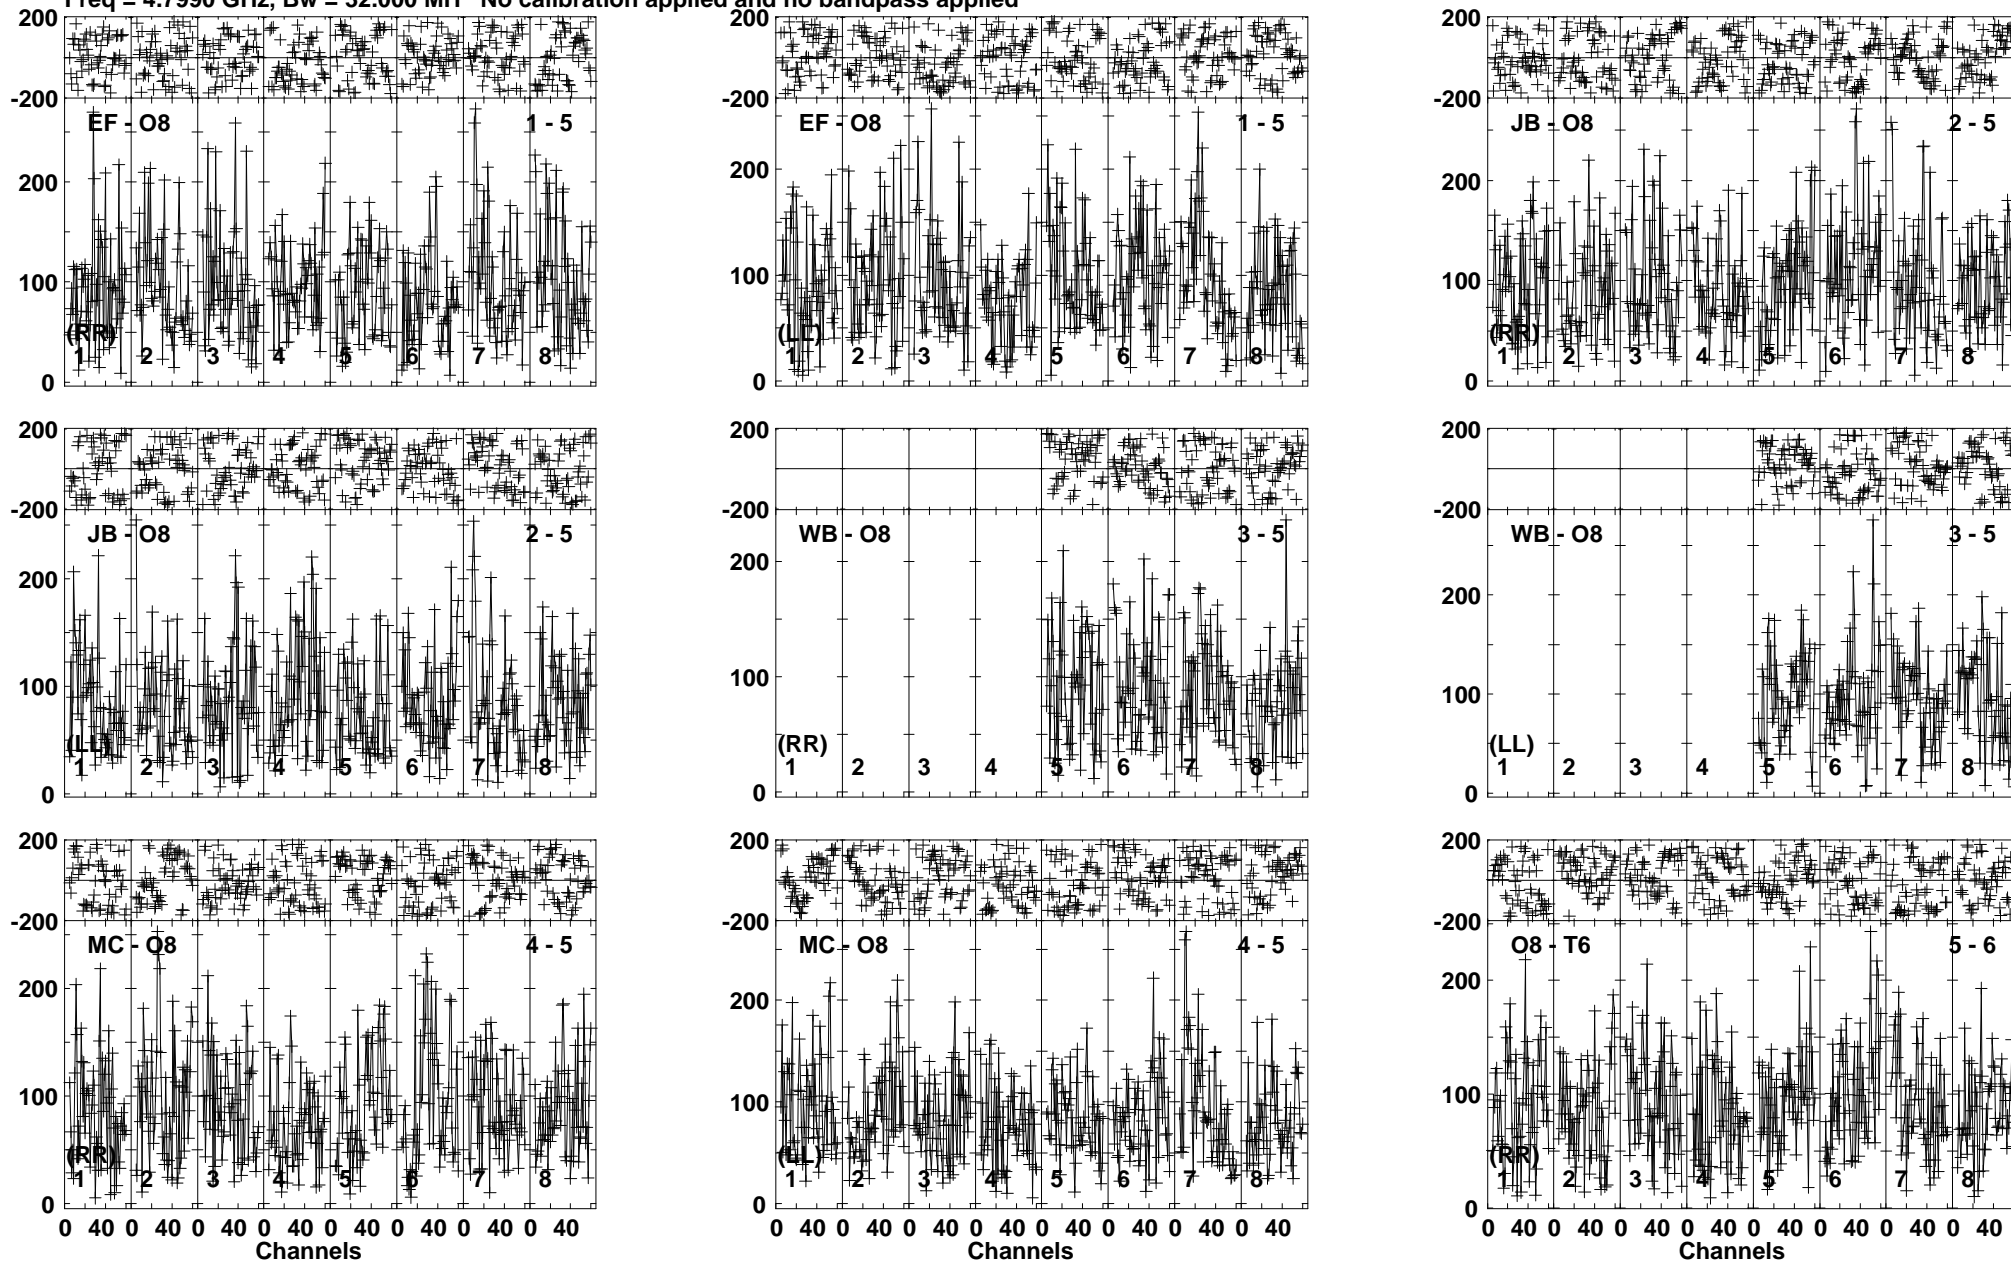 Freq = 4.7990 GHz, Bw = 32.000 MH No calibration applied and no bandpass applied
200 200 200
-200 -200 -200
EF - O8 1 - 5 EF - O8 1 - 5 JB - O8 2 - 5
200 200 200
100 100 100
(RR) (LL) (RR)
1 2 3 4 5 6 7 8 1 2 3 4 5 6 7 8 1 2 3 4 5 6 7 8
0 0 0
200 200 200
-200 -200 -200
JB - O8 2 - 5 WB - O8 3 - 5 WB - O8 3 - 5
200 200 200
100 100 100
(LL) (RR) (LL)
1 2 3 4 5 6 7 8 1 2 3 4 5 6 7 8 1 2 3 4 5 6 7 8
0 0 0
200 200 200
-200 -200 -200
MC - O8 4 - 5 MC - O8 4 - 5 O8 - T6 5 - 6
200 200 200
100 100 100
(RR) (LL) (RR)
1 2 3 4 5 6 7 8 1 2 3 4 5 6 7 8 1 2 3 4 5 6 7 8
0 0 0
0 40 0 40 0 40 0 40 0 40 0 40 0 40 0 40 0 40 0 40 0 40 0 40 0 40 0 40 0 40 0 40 0 40 0 40 0 40 0 40 0 40 0 40 0 40 0 40
Channels Channels Channels